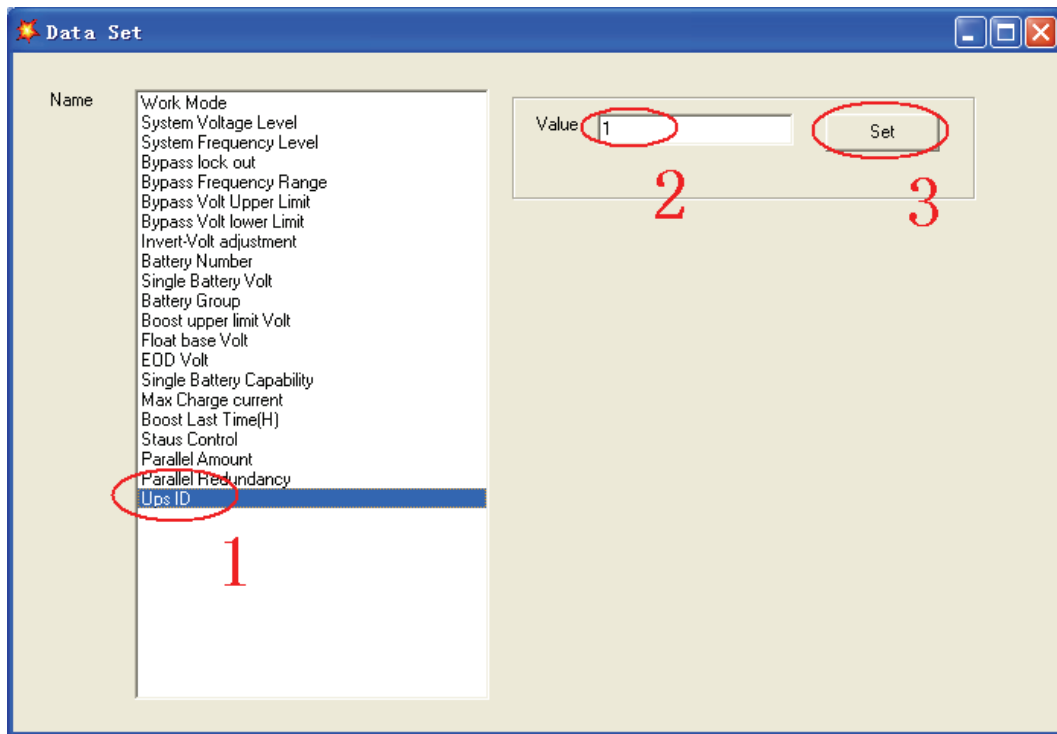 Data Set
Name
Work Mode
System Voltage Level
System Frequency Level
Bypass lock out
Bypass Frequency Range
Bypass Volt Upper Limit
Bypass Volt lower Limit
Invert-Volt adjustment
Battery Number
Single Battery Volt
Battery Group
Boost upper limit Volt
Float base Volt
EOD Volt
Single Battery Capability
Max Charge current
Boost Last Time(H)
Staus Control
Parallel Amount
Parallel Redundancy
Ups ID
1
Value
1
Set
2
3